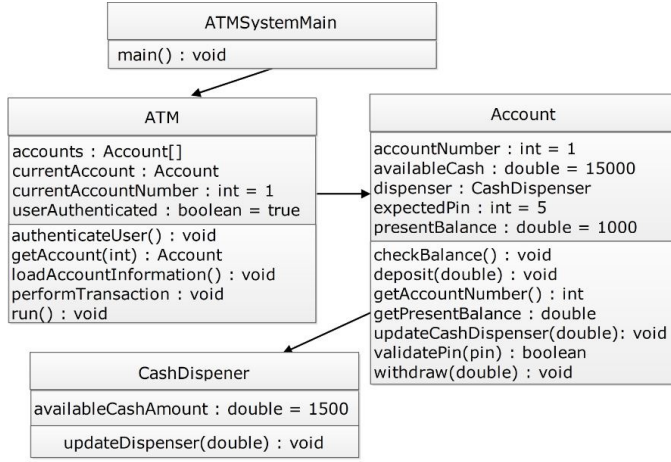 ATMSystemMain
main() : void
ATM
accounts : Account[]
currentAccount : Account
currentAccountNumber : int = 1
userAuthenticated : boolean = true
authenticateUser() : void
getAccount(int) : Account
loadAccountInformation() : void
performTransaction : void
run() : void
Account
accountNumber : int = 1
availableCash : double = 15000
dispenser : CashDispenser
expectedPin : int = 5
presentBalance : double = 1000
checkBalance() : void
deposit(double) : void
getAccountNumber() : int
getPresentBalance : double
updateCashDispenser(double): void
validatePin(pin) : boolean
withdraw(double) : void
CashDispener
availableCashAmount : double = 1500
updateDispenser(double) : void